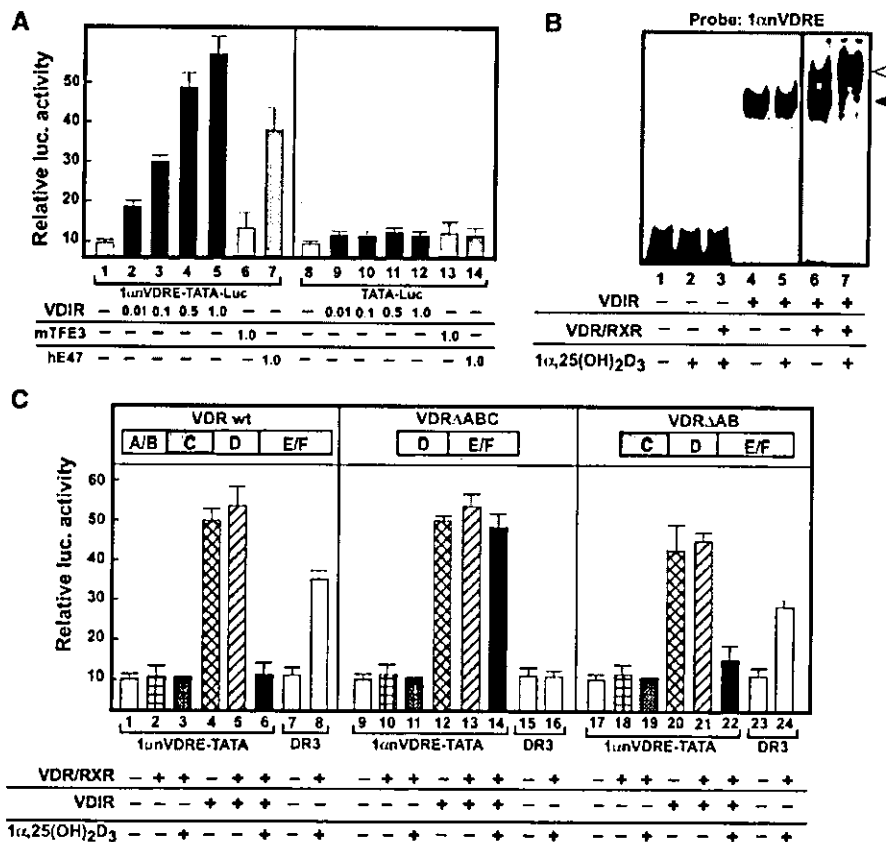 A
Relative luc. activity
50
40
30
20
10
1 2 3 4 5 6 7 8 9 10 11 12 13 14
1αnVDRE-TATA-Luc TATA-Luc
VDIR – 0.01 0.1 0.5 1.0 – – – 0.01 0.1 0.5 1.0 – –
mTFE3 – – – – – 1.0 – – – – – – 1.0 –
hE47 – – – – – – 1.0 – – – – – – 1.0
B
Probe: 1αnVDRE
1 2 3 4 5 6 7
VDIR – – – + + + +
VDR/RXR – – + – – + +
1α,25(OH)2D3 – + + – + – +
C
VDR wt VDRΔABC VDRΔAB
A/B C D E/F D E/F C D E/F
Relative luc. activity
60
50
40
30
20
10
1 2 3 4 5 6 7 8 9 10 11 12 13 14 15 16 17 18 19 20 21 22 23 24
1αnVDRE-TATA DR3 1αnVDRE-TATA DR3 1αnVDRE-TATA DR3
VDR/RXR – + + – + + – + – + + – + + – + – + + – + + – +
VDIR – – – + + + – – – – – + + + – – – – – + + + – –
1α,25(OH)2D3 – – + – – + – + – – + – – + – + – – + – – + – +